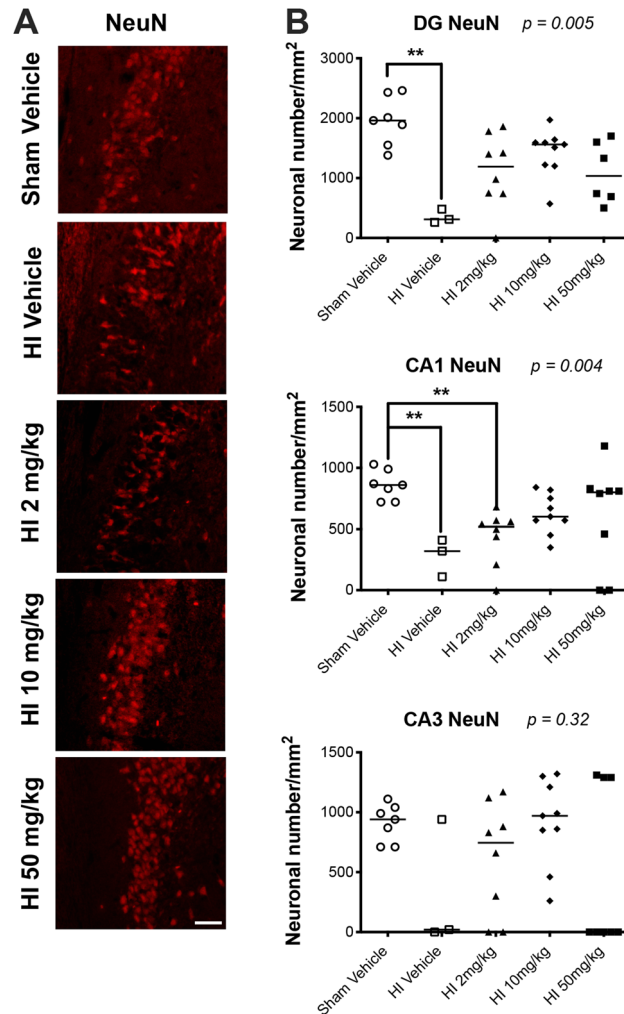 A
NeuN
Sham Vehicle
HI Vehicle
HI 2 mg/kg
HI 10 mg/kg
HI 50 mg/kg
B
DG NeuN p = 0.005
Neuronal number/mm²
3000
2000
1000
0
**
Sham Vehicle
HI Vehicle
HI 2mg/kg
HI 10mg/kg
HI 50mg/kg
CA1 NeuN p = 0.004
Neuronal number/mm²
1500
1000
500
0
**
**
Sham Vehicle
HI Vehicle
HI 2mg/kg
HI 10mg/kg
HI 50mg/kg
CA3 NeuN p = 0.32
Neuronal number/mm²
1500
1000
500
0
Sham Vehicle
HI Vehicle
HI 2mg/kg
HI 10mg/kg
HI 50mg/kg